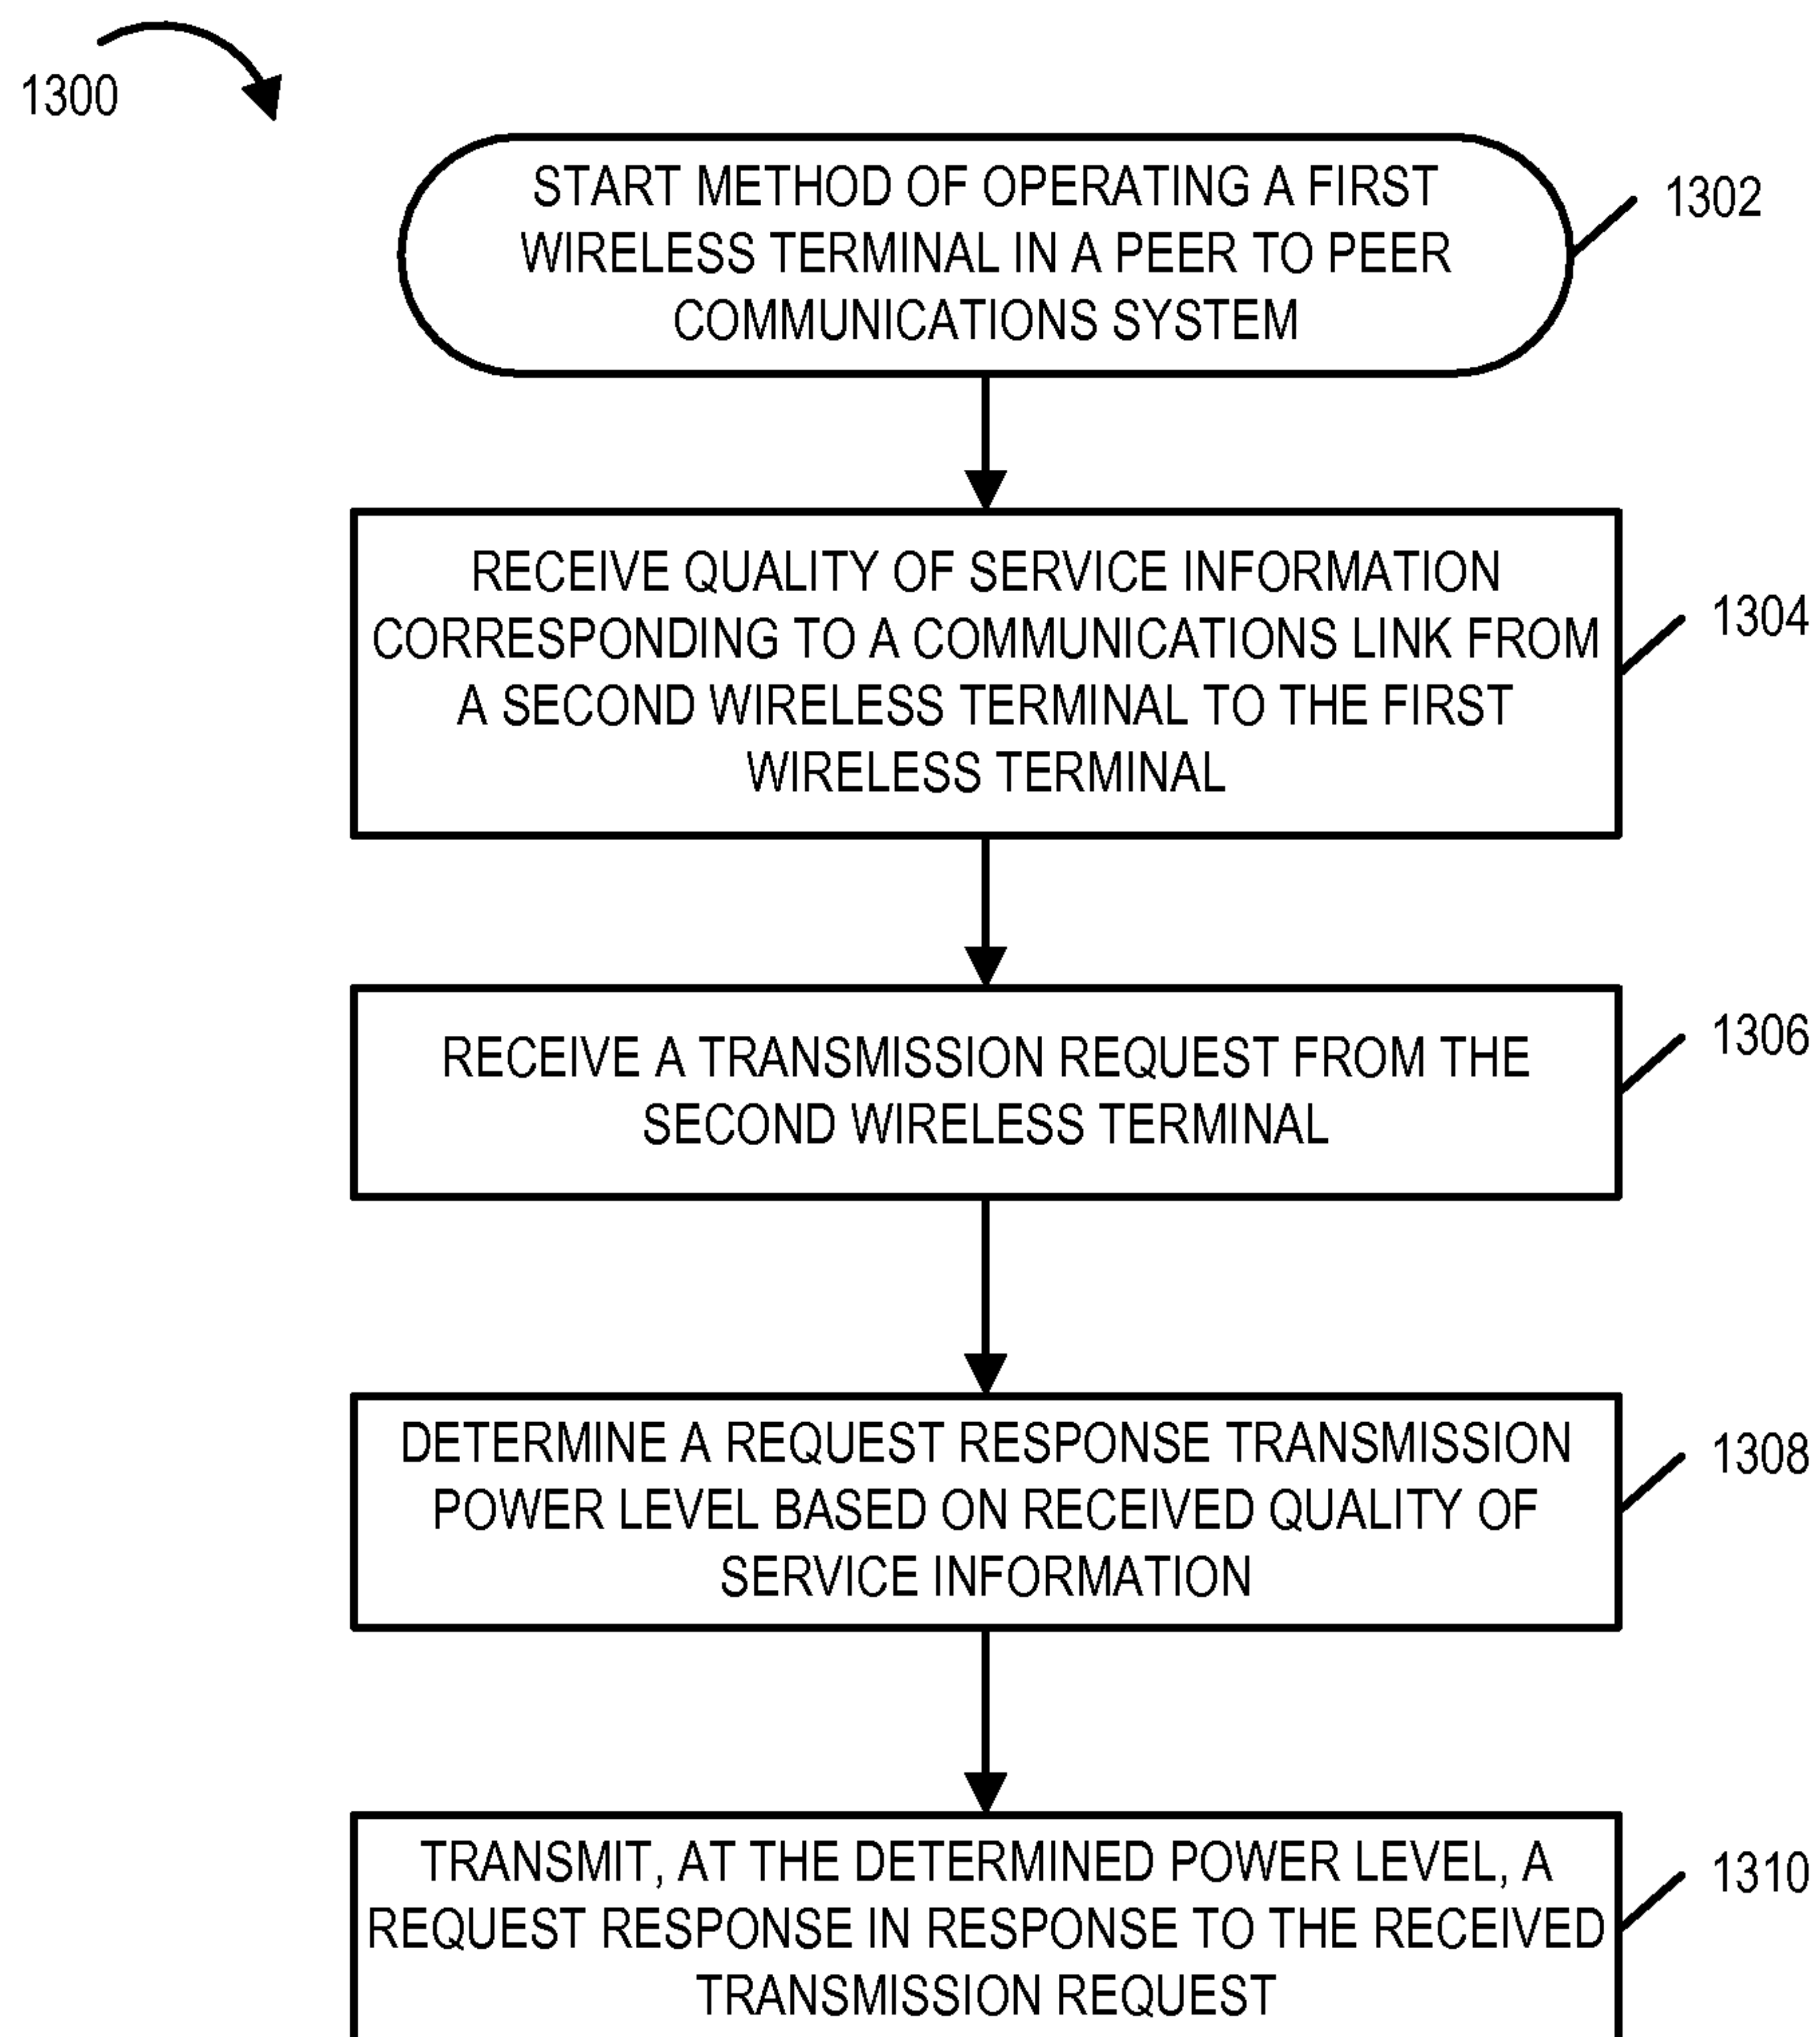 1300
START METHOD OF OPERATING A FIRST
WIRELESS TERMINAL IN A PEER TO PEER
COMMUNICATIONS SYSTEM
1302
RECEIVE QUALITY OF SERVICE INFORMATION
CORRESPONDING TO A COMMUNICATIONS LINK FROM
A SECOND WIRELESS TERMINAL TO THE FIRST
WIRELESS TERMINAL
1304
RECEIVE A TRANSMISSION REQUEST FROM THE
SECOND WIRELESS TERMINAL
1306
DETERMINE A REQUEST RESPONSE TRANSMISSION
POWER LEVEL BASED ON RECEIVED QUALITY OF
SERVICE INFORMATION
1308
TRANSMIT, AT THE DETERMINED POWER LEVEL, A
REQUEST RESPONSE IN RESPONSE TO THE RECEIVED
TRANSMISSION REQUEST
1310